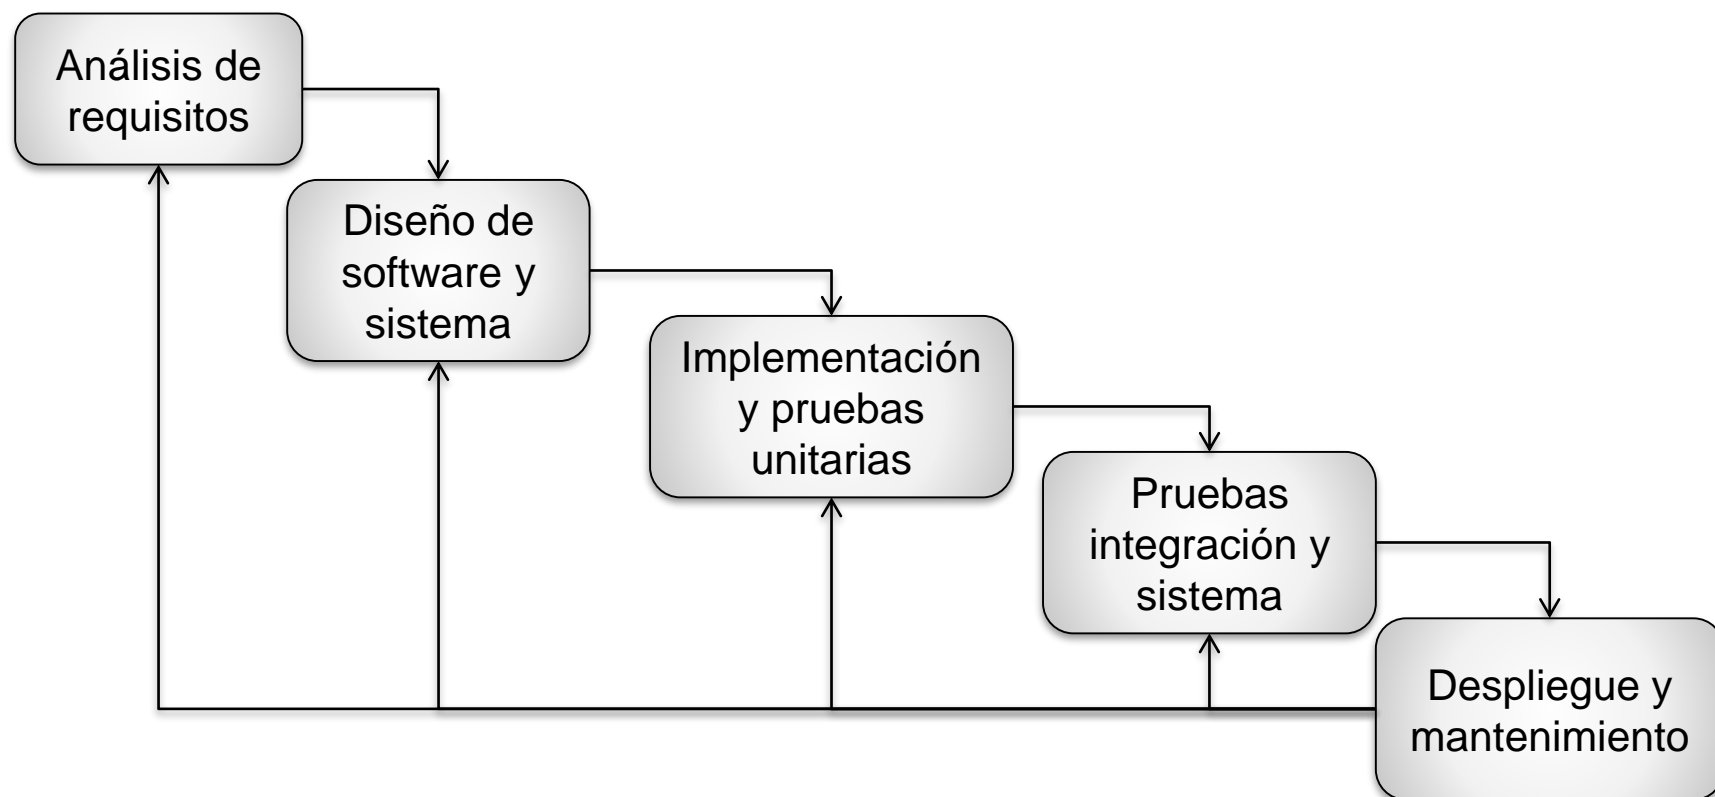 Análisis de
requisitos
Diseño de
software y
sistema
Implementación
y pruebas
unitarias
Pruebas
integración y
sistema
Despliegue y
mantenimiento